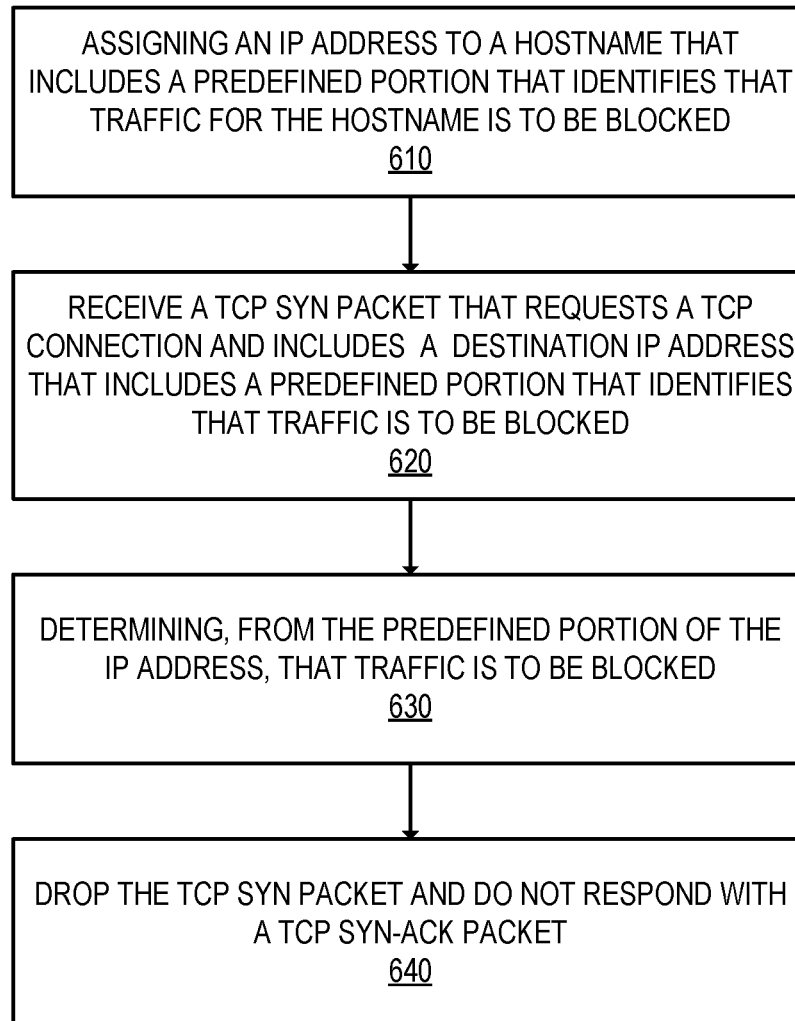 ASSIGNING AN IP ADDRESS TO A HOSTNAME THAT
INCLUDES A PREDEFINED PORTION THAT IDENTIFIES THAT
TRAFFIC FOR THE HOSTNAME IS TO BE BLOCKED
610
RECEIVE A TCP SYN PACKET THAT REQUESTS A TCP
CONNECTION AND INCLUDES A DESTINATION IP ADDRESS
THAT INCLUDES A PREDEFINED PORTION THAT IDENTIFIES
THAT TRAFFIC IS TO BE BLOCKED
620
DETERMINING, FROM THE PREDEFINED PORTION OF THE
IP ADDRESS, THAT TRAFFIC IS TO BE BLOCKED
630
DROP THE TCP SYN PACKET AND DO NOT RESPOND WITH
A TCP SYN-ACK PACKET
640